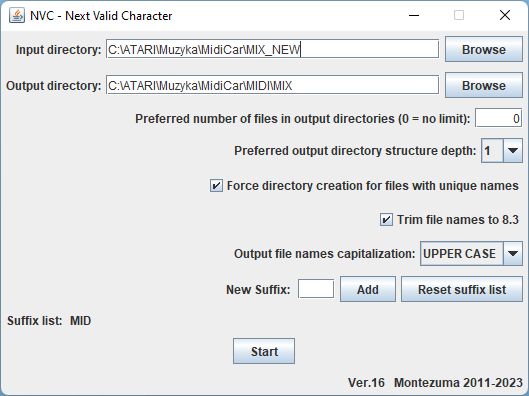 NVC - Next Valid Character
Input directory: C:\ATARI\Muzyka\MidiCar\MIX_NEW Browse
Output directory: C:\ATARI\Muzyka\MidiCar\MIDI\MIX Browse
Preferred number of files in output directories (0 = no limit): 0
Preferred output directory structure depth: 1
Force directory creation for files with unique names
Trim file names to 8.3
Output file names capitalization: UPPER CASE
New Suffix: Add Reset suffix list
Suffix list: MID
Start
Ver.16 Montezuma 2011-2023